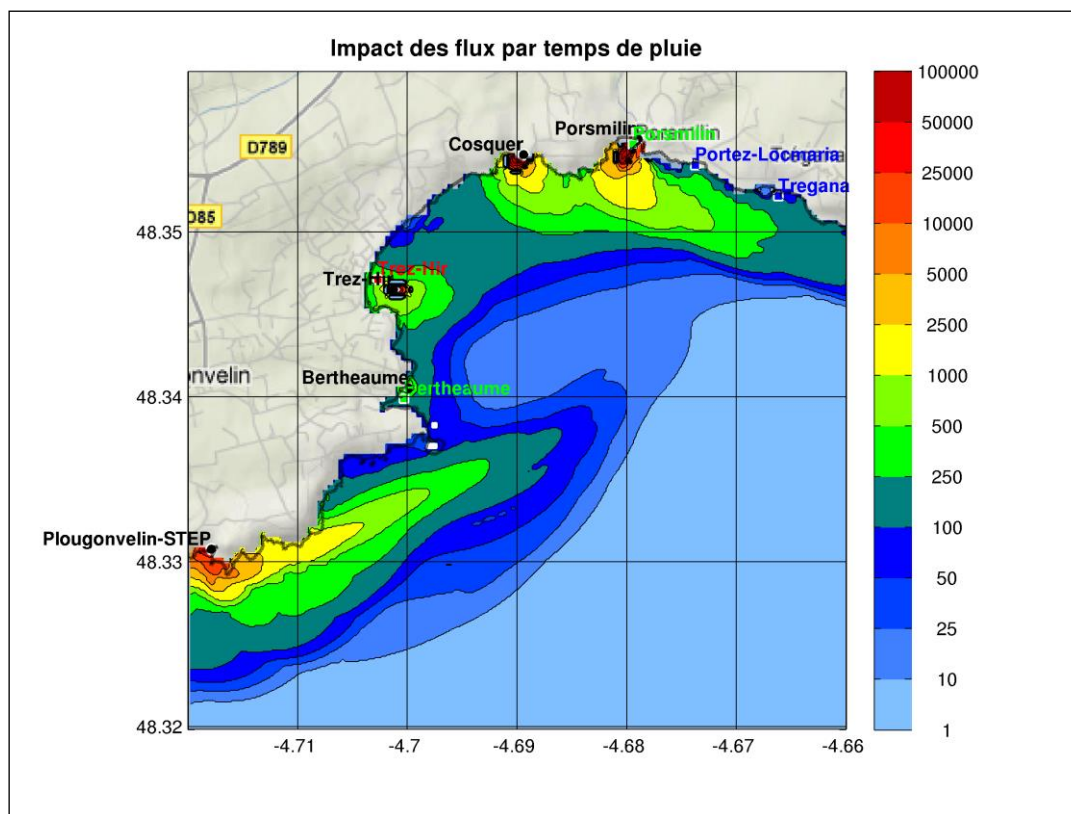 Impact des flux par temps de pluie
100000
50000
25000
10000
5000
2500
1000
500
250
100
50
25
10
1
D789
D85
Cosquer
Porsmilin
Porsmilin
Portez-Locmaria
Tregana
48.35
Trez-Hir
Trez-Hir
Bertheaume
Bertheaume
onvelin
48.34
Plougonvelin-STEP
48.33
48.32
-4.71
-4.7
-4.69
-4.68
-4.67
-4.66